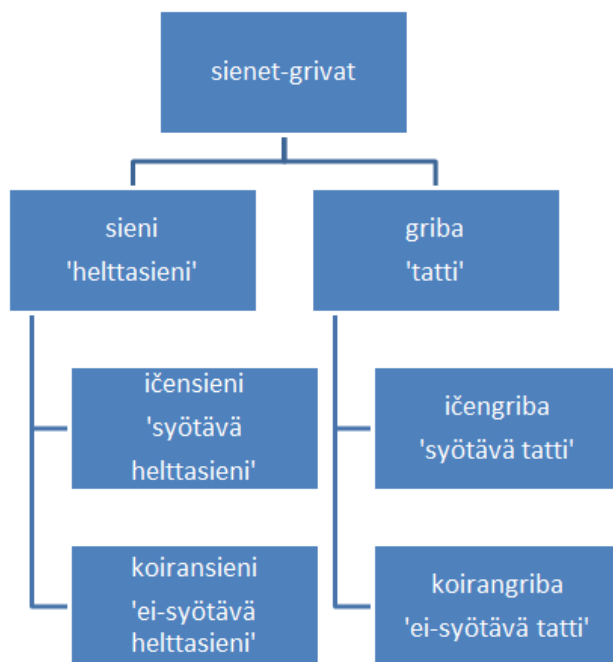 sienet-grivat
sieni
'helttasieni'
griba
'tatti'
ičensieni
'syötävä
helttasieni'
ičengriba
'syötävä tatti'
koiransieni
'ei-syötävä
helttasieni'
koirangriba
'ei-syötävä tatti'